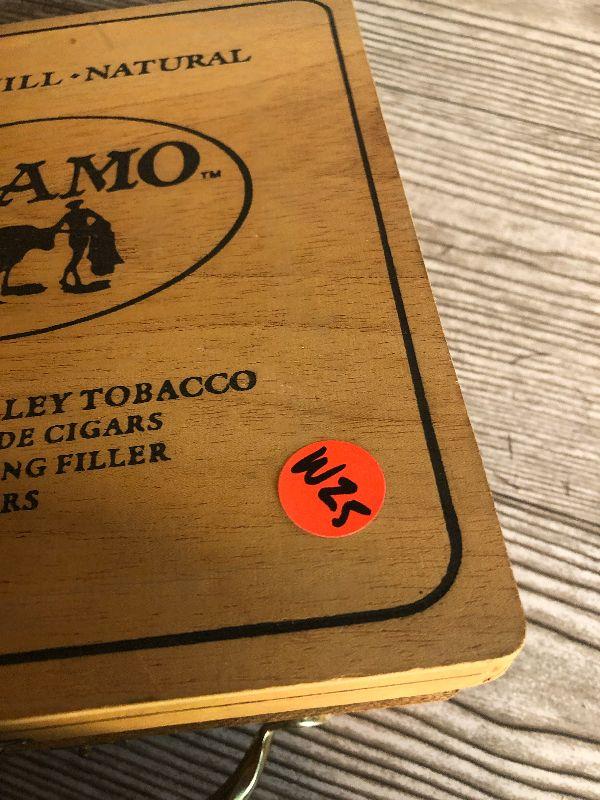 ILL • NATURAL
AMO™
LEY TOBACCO
DE CIGARS
NG FILLER
RS
W25